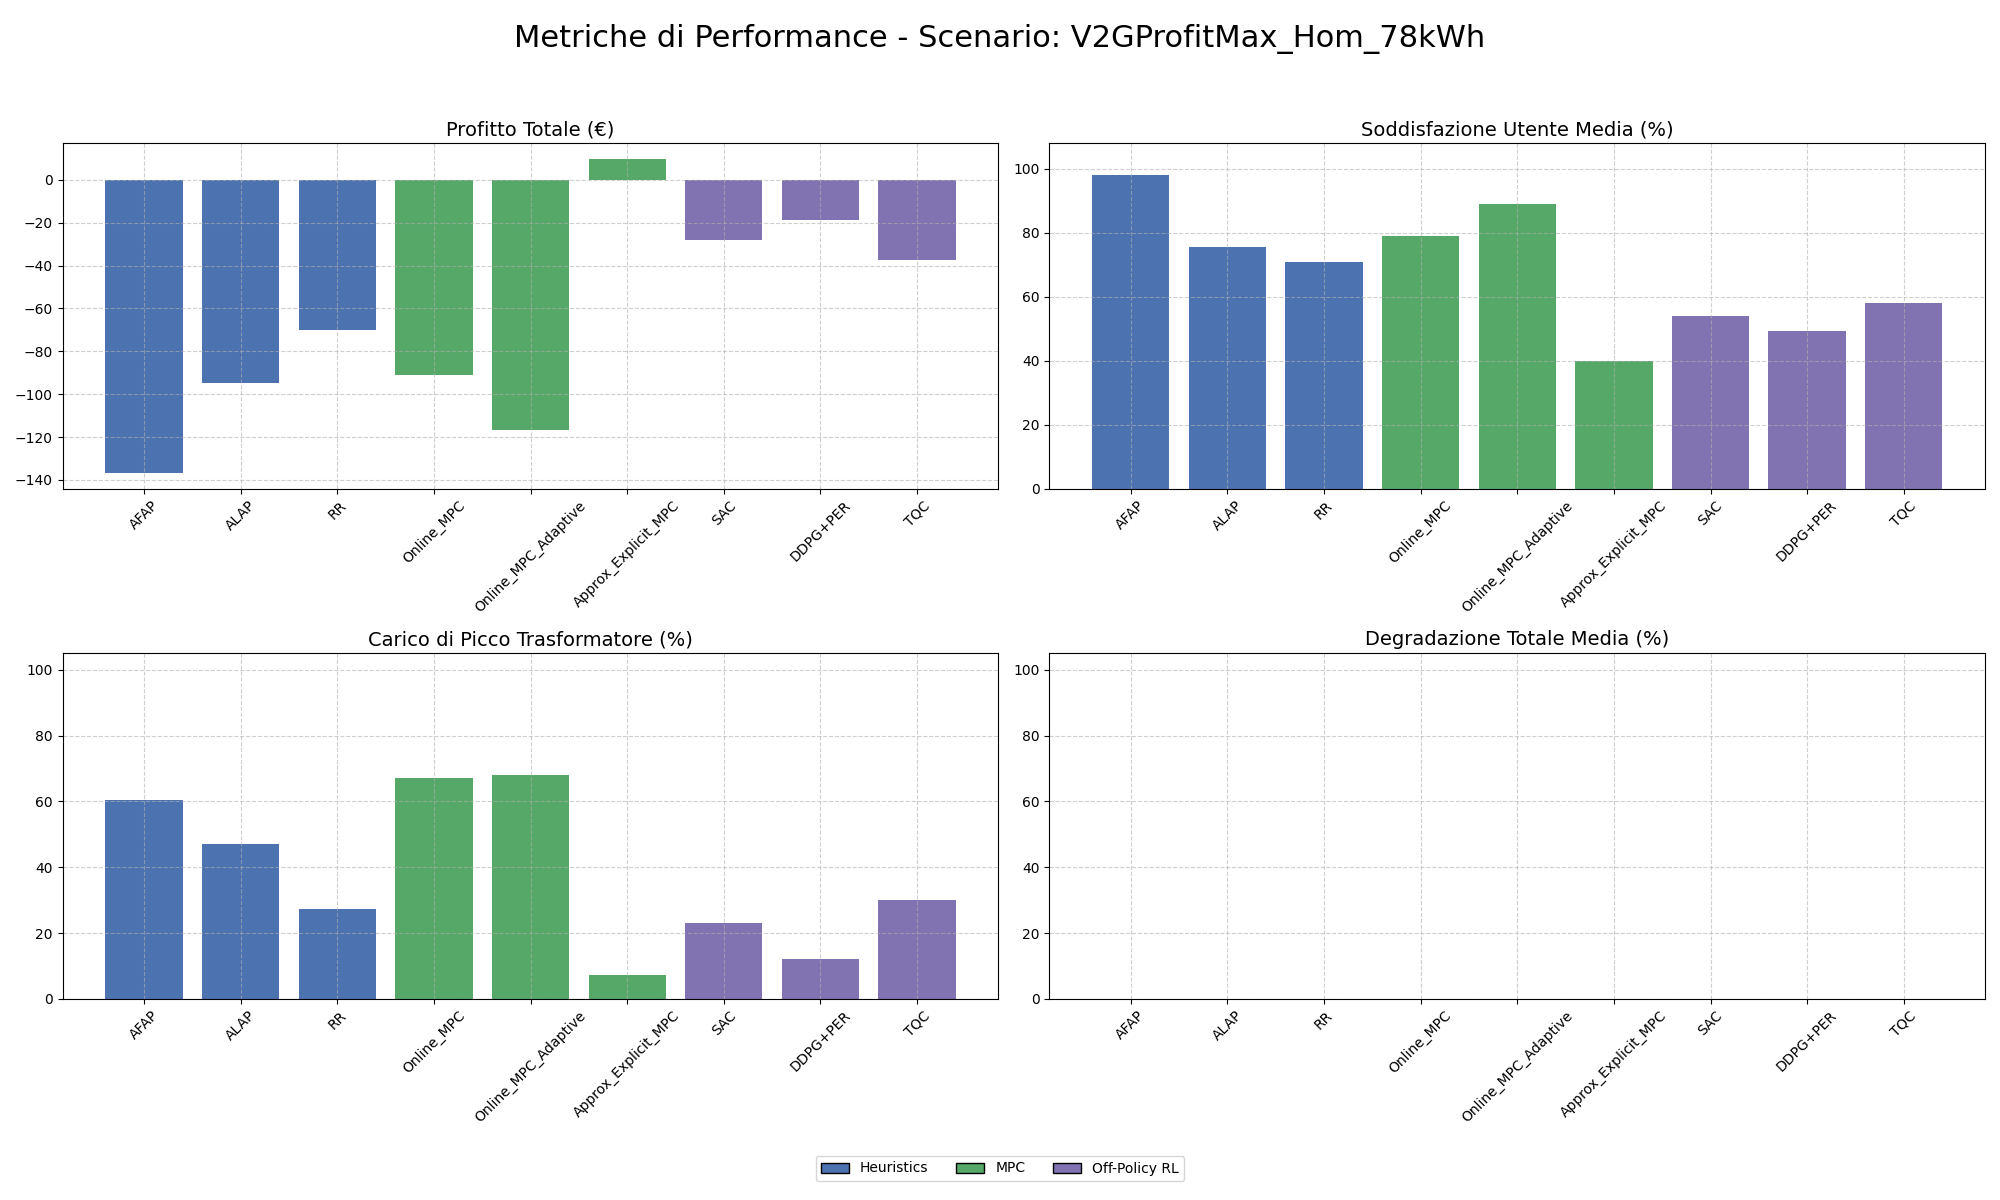 Metriche di Performance - Scenario: V2GProfitMax_Hom_78kWh
Profitto Totale (€)
0
−20
−40
−60
−80
−100
−120
−140
AFAP
ALAP
RR
Online_MPC
Online_MPC_Adaptive
Approx_Explicit_MPC
SAC
DDPG+PER
TQC
Soddisfazione Utente Media (%)
100
80
60
40
20
0
AFAP
ALAP
RR
Online_MPC
Online_MPC_Adaptive
Approx_Explicit_MPC
SAC
DDPG+PER
TQC
Carico di Picco Trasformatore (%)
100
80
60
40
20
0
AFAP
ALAP
RR
Online_MPC
Online_MPC_Adaptive
Approx_Explicit_MPC
SAC
DDPG+PER
TQC
Degradazione Totale Media (%)
100
80
60
40
20
0
AFAP
ALAP
RR
Online_MPC
Online_MPC_Adaptive
Approx_Explicit_MPC
SAC
DDPG+PER
TQC
Heuristics
MPC
Off-Policy RL